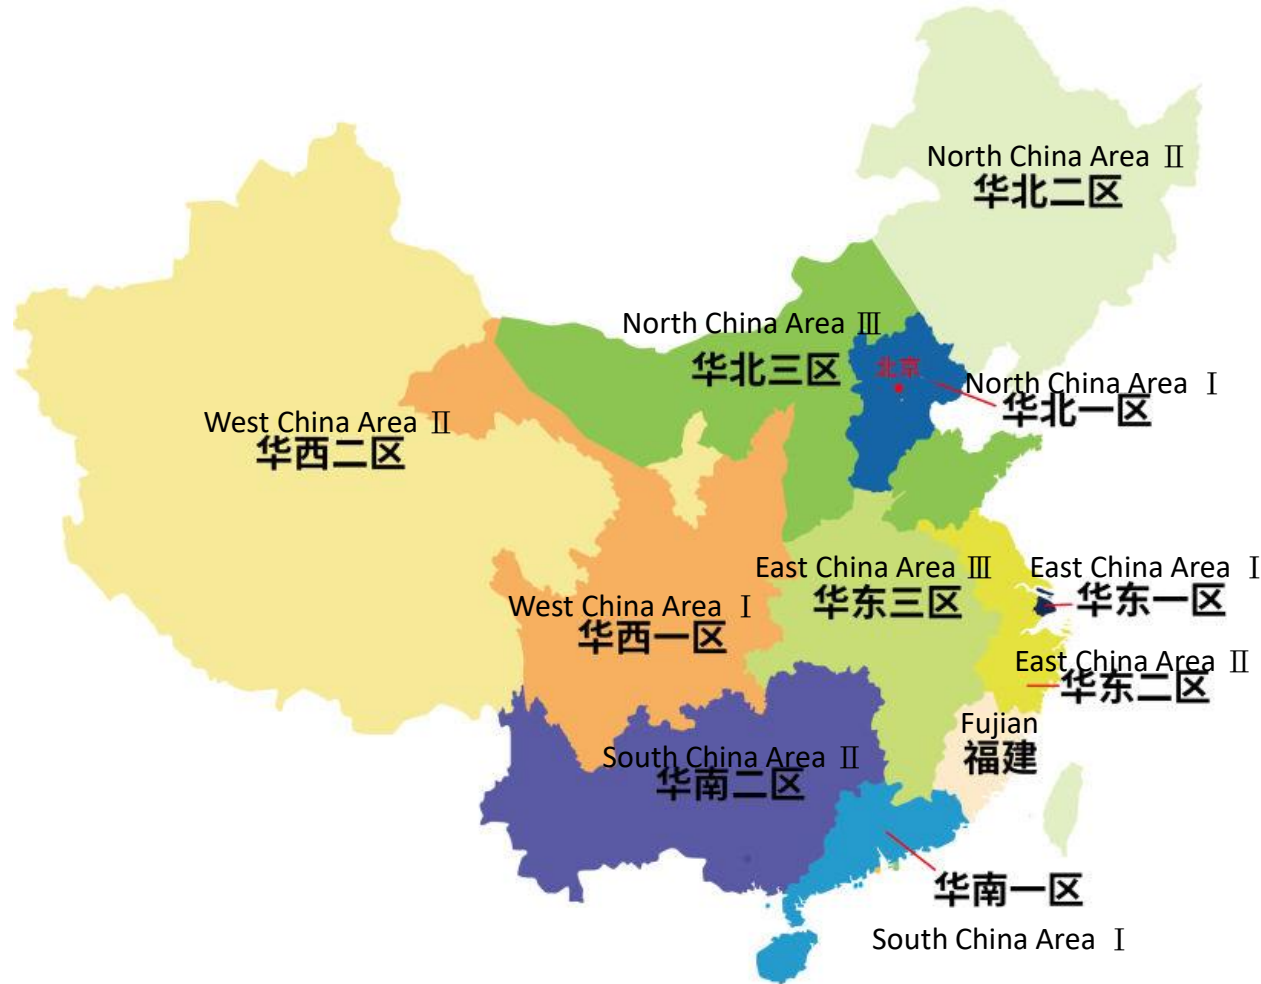 North China Area Ⅱ
华北二区
North China Area Ⅲ
华北三区
北京
North China Area Ⅰ
华北一区
West China Area Ⅱ
华西二区
East China Area Ⅲ
华东三区
East China Area Ⅰ
华东一区
West China Area Ⅰ
华西一区
East China Area Ⅱ
华东二区
Fujian
福建
South China Area Ⅱ
华南二区
华南一区
South China Area Ⅰ